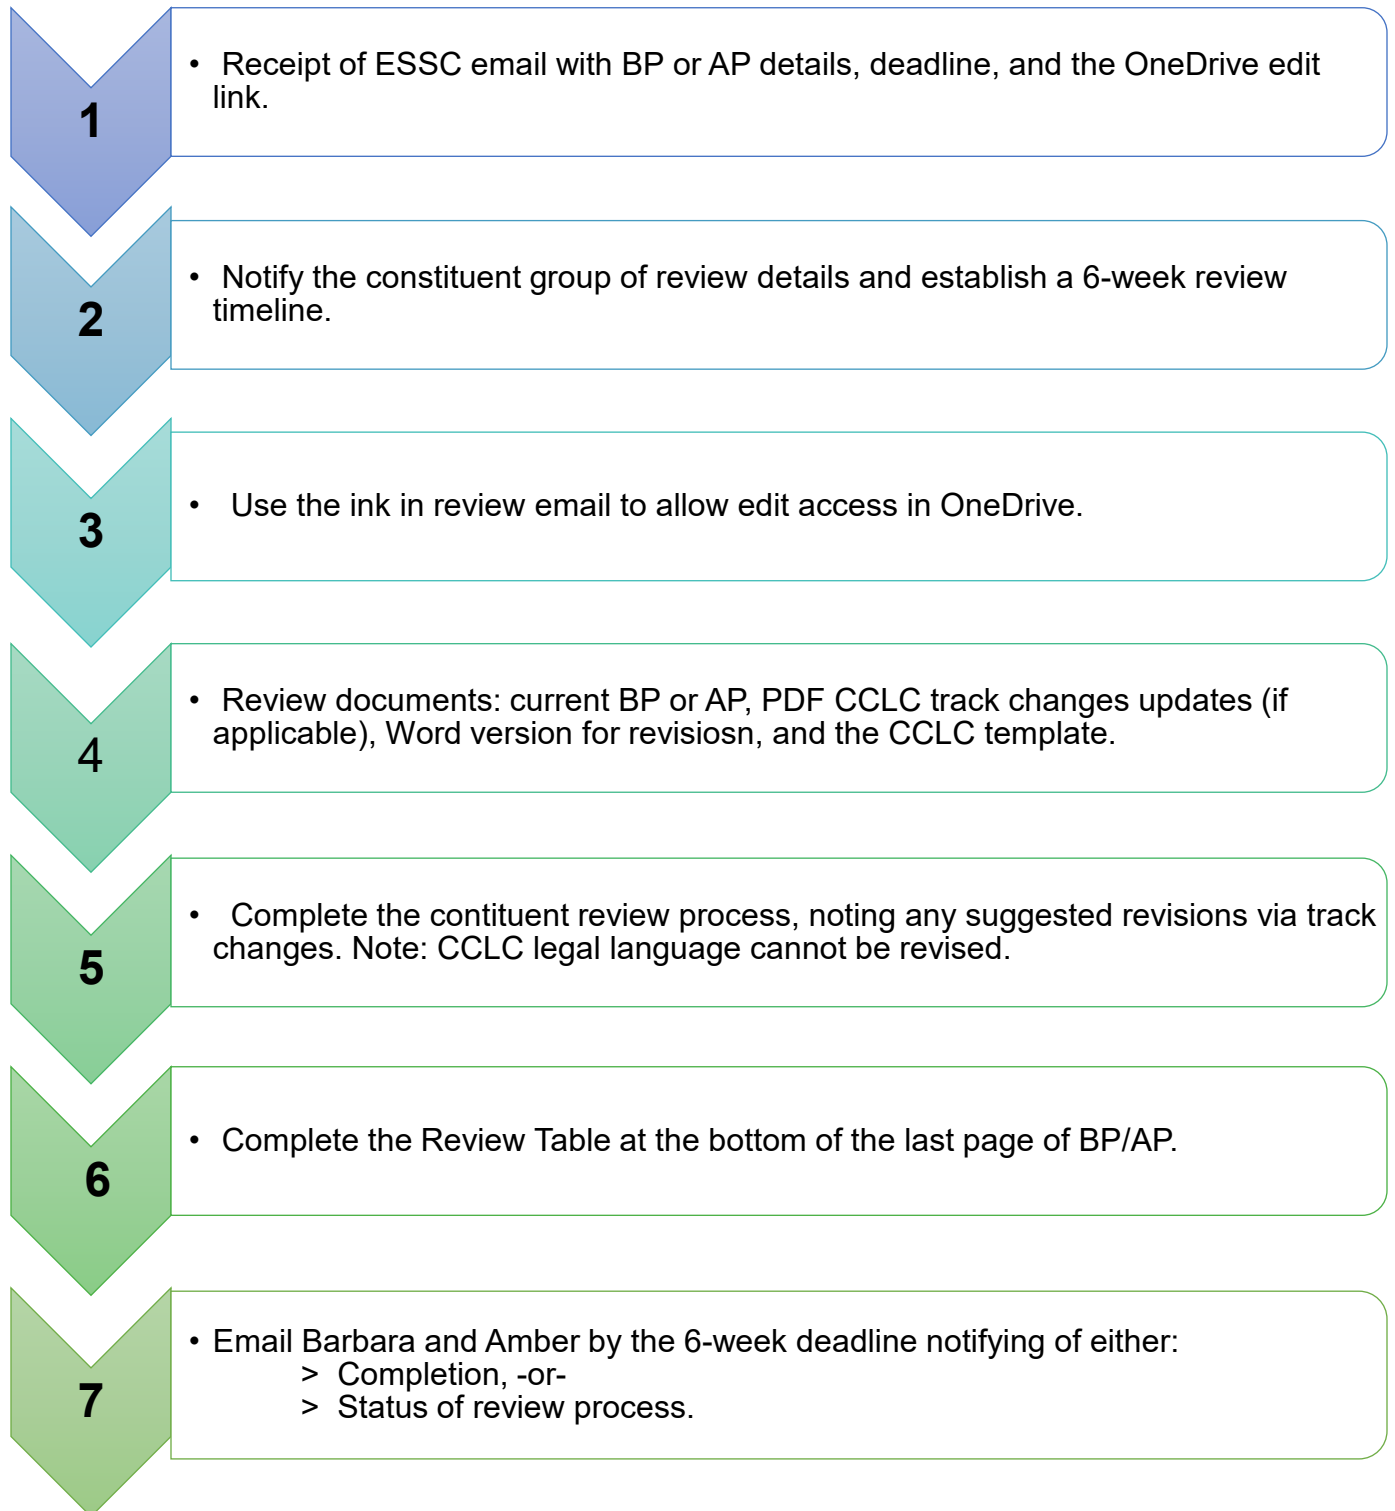 1
• Receipt of ESSC email with BP or AP details, deadline, and the OneDrive edit
link.
2
• Notify the constituent group of review details and establish a 6-week review
timeline.
3
• Use the ink in review email to allow edit access in OneDrive.
4
• Review documents: current BP or AP, PDF CCLC track changes updates (if
applicable), Word version for revisiosn, and the CCLC template.
5
• Complete the contituent review process, noting any suggested revisions via track
changes. Note: CCLC legal language cannot be revised.
6
• Complete the Review Table at the bottom of the last page of BP/AP.
7
• Email Barbara and Amber by the 6-week deadline notifying of either:
> Completion, -or-
> Status of review process.